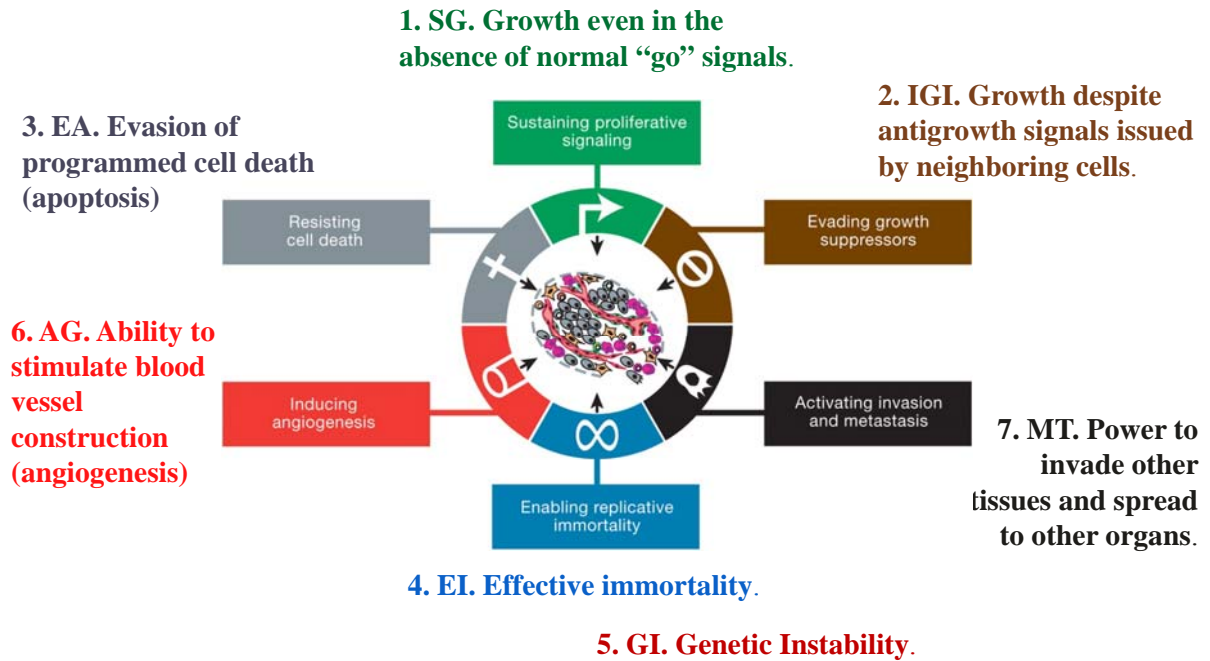 1. SG. Growth even in the
absence of normal “go” signals.
2. IGI. Growth despite
antigrowth signals issued
by neighboring cells.
3. EA. Evasion of
programmed cell death
(apoptosis)
Sustaining proliferative
signaling
Resisting
cell death
Evading growth
suppressors
6. AG. Ability to
stimulate blood
vessel
construction
(angiogenesis)
Inducing
angiogenesis
Activating invasion
and metastasis
7. MT. Power to
invade other
tissues and spread
to other organs.
Enabling replicative
immortality
4. EI. Effective immortality.
5. GI. Genetic Instability.